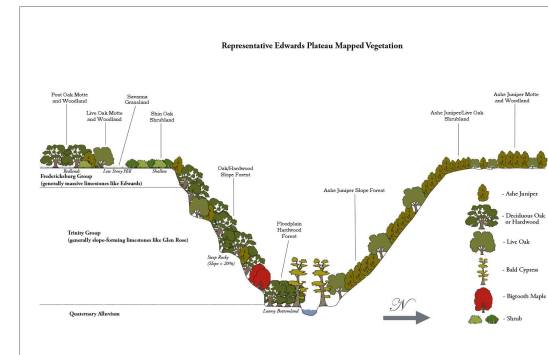 Representative Edwards Plateau Mapped Vegetation
Post Oak Motte
and Woodland
Live Oak Motte
and Woodland
Savanna
Grassland
Shin Oak
Shrubland
Redlands
Low Stony Hill
Shallow
Fredericksburg Group
(generally massive limestones like Edwards)
Oak/Hardwood
Slope Forest
Trinity Group
(generally slope-forming limestones like Glen Rose)
Steep Rocky
(Slope > 20%)
Floodplain
Hardwood
Forest
Loamy Bottomland
Quaternary Alluvium
Ashe Juniper Slope Forest
Ashe Juniper/Live Oak
Shrubland
Ashe Juniper Motte
and Woodland
N
- Ashe Juniper
- Deciduous Oak
or Hardwood
- Live Oak
- Bald Cypress
- Bigtooth Maple
- Shrub